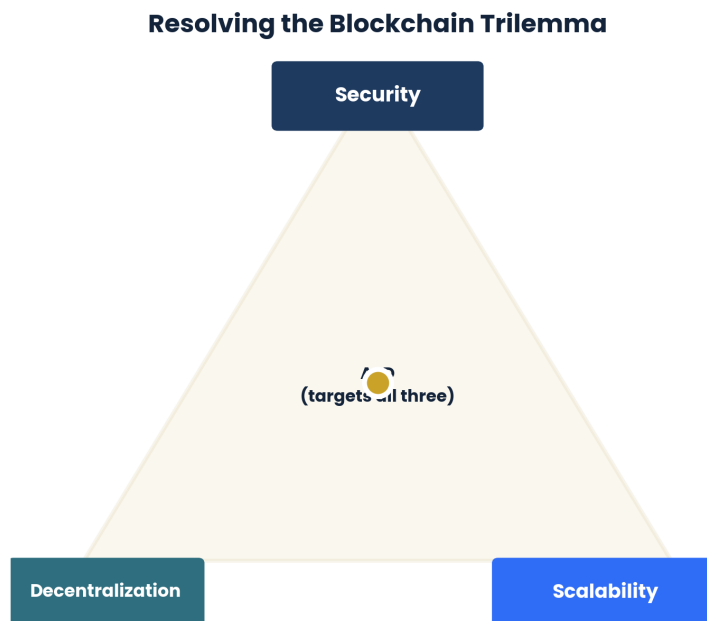 Resolving the Blockchain Trilemma
Security
(targets all three)
Decentralization
Scalability